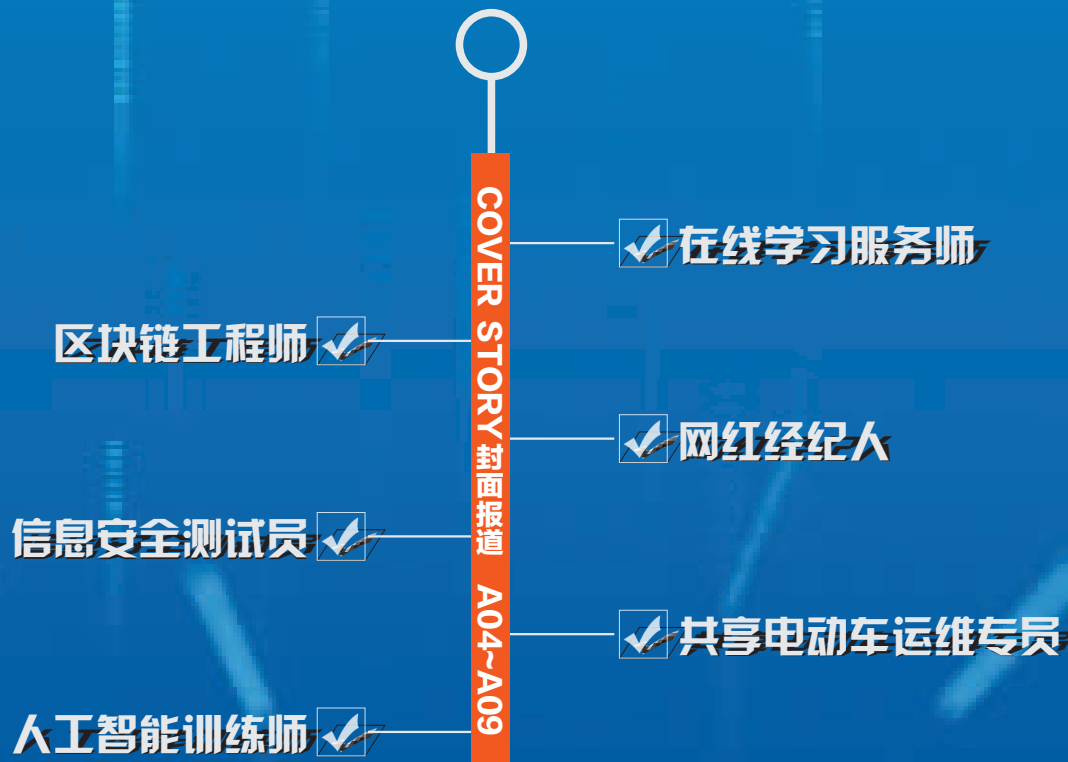 COVER STORY 封面报道 A04~A09
在线学习服务师
区块链工程师
网红经纪人
信息安全测试员
共享电动车运维专员
人工智能训练师